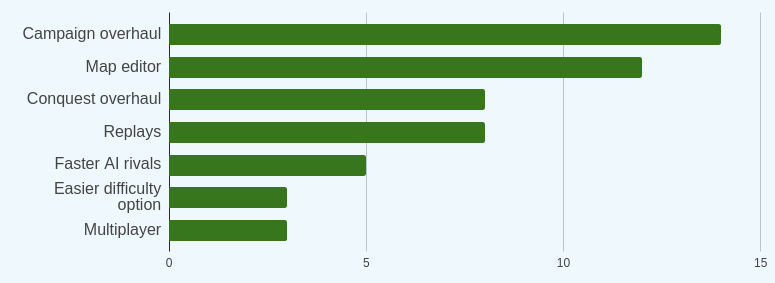 Campaign overhaul
Map editor
Conquest overhaul
Replays
Faster AI rivals
Easier difficulty
option
Multiplayer
0 5 10 15